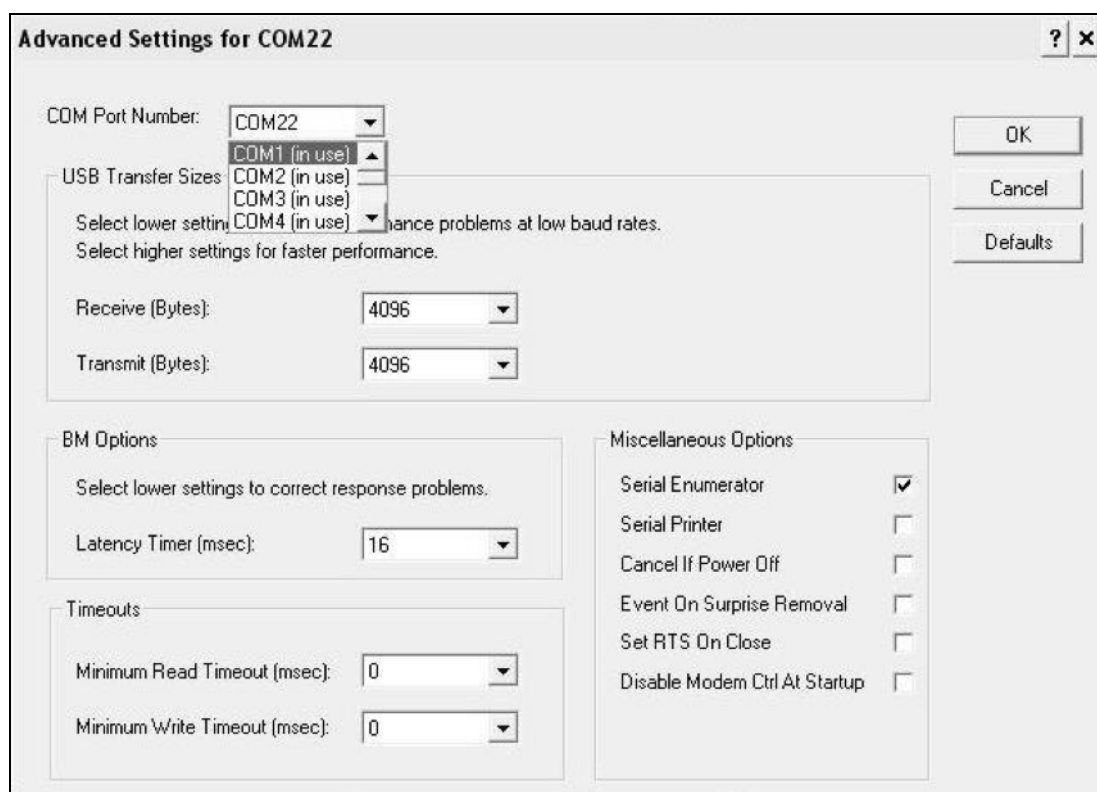 Advanced Settings for COM22
? ×
COM Port Number: COM22
COM1 (in use)
COM2 (in use)
COM3 (in use)
COM4 (in use)
OK
Cancel
Defaults
USB Transfer Sizes
Select lower settin nance problems at low baud rates.
Select higher settings for faster performance.
Receive (Bytes): 4096
Transmit (Bytes): 4096
BM Options
Select lower settings to correct response problems.
Latency Timer (msec): 16
Timeouts
Minimum Read Timeout (msec): 0
Minimum Write Timeout (msec): 0
Miscellaneous Options
Serial Enumerator
Serial Printer
Cancel If Power Off
Event On Surprise Removal
Set RTS On Close
Disable Modem Ctrl At Startup